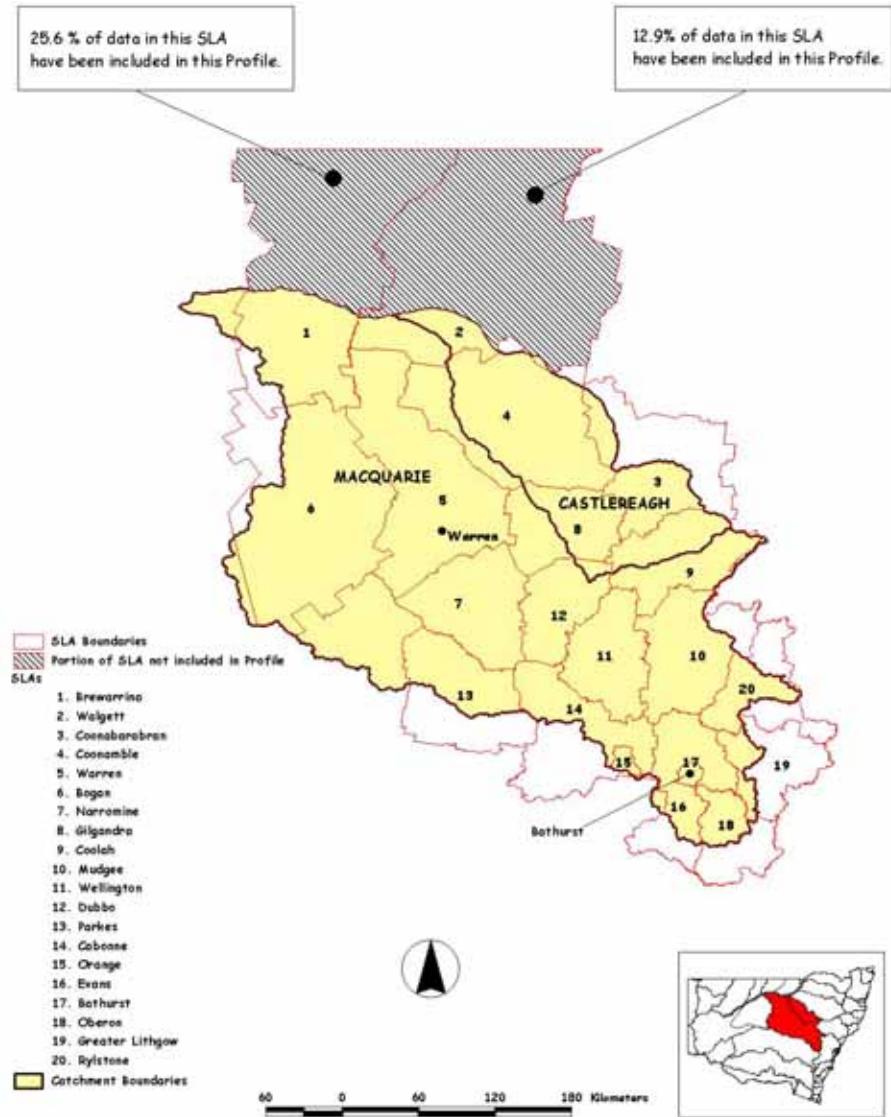 25.6 % of data in this SLA
have been included in this Profile.
12.9% of data in this SLA
have been included in this Profile.
1
2
4
3
MACQUARIE
CASTLEREAGH
5
6
8
Warren
9
7
12
11
10
20
13
14
15
17
19
16
18
Bathurst
SLA Boundaries
Portion of SLA not included in Profile
SLAs
1. Brewarrina
2. Walgett
3. Coonabarabran
4. Coonamble
5. Warren
6. Bogan
7. Narromine
8. Gilgandra
9. Coolah
10. Mudgee
11. Wellington
12. Dubbo
13. Parkes
14. Cabonne
15. Orange
16. Evans
17. Bathurst
18. Oberon
19. Greater Lithgow
20. Rylstone
Catchment Boundaries
60 0 60 120 180 Kilometers